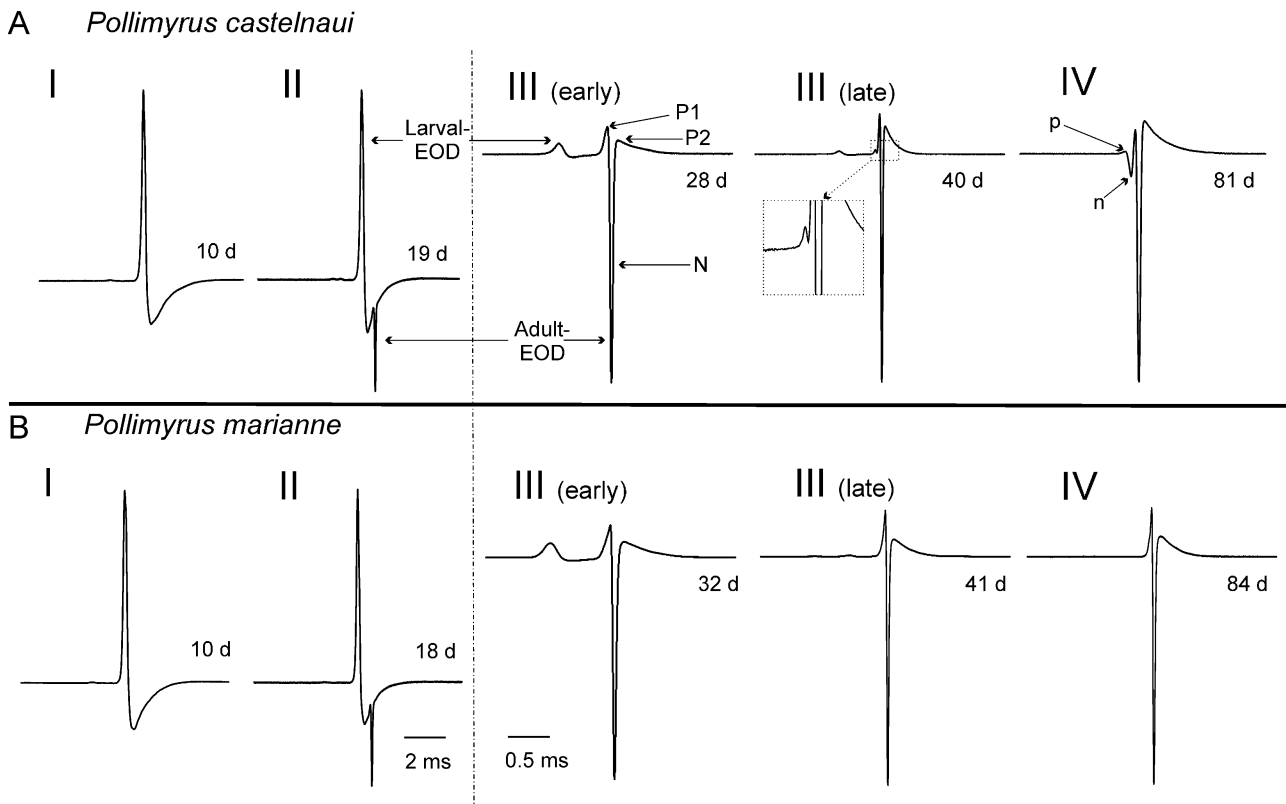 A Pollimyrus castelnaui
I II III (early) III (late) IV
P1
p
Larval-
EOD
P2
28 d 40 d 81 d
n
10 d 19 d
N
Adult-
EOD
B Pollimyrus marianne
I II III (early) III (late) IV
32 d 41 d 84 d
10 d 18 d
2 ms 0.5 ms